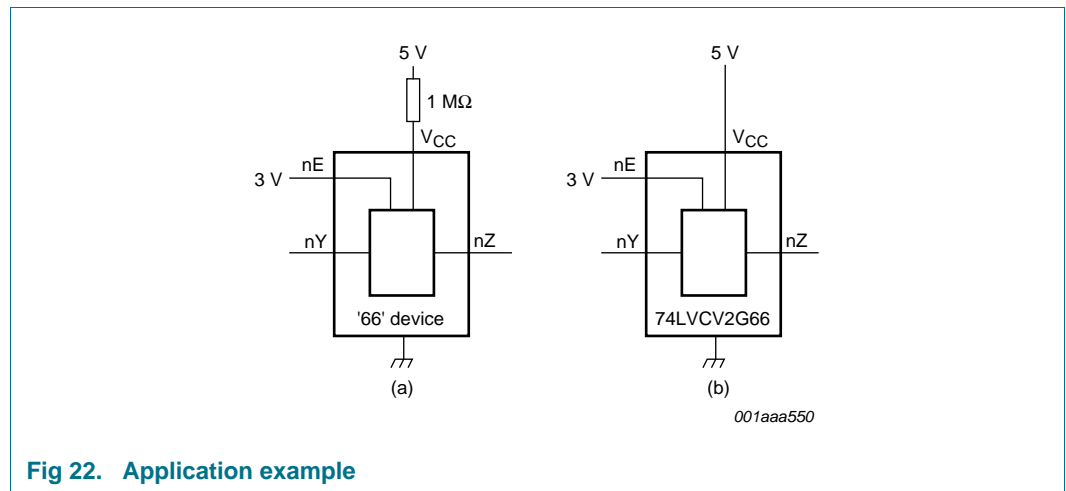 5 V
1 MΩ
VCC
nE
3 V
nY
nZ
'66' device
(a)
5 V
VCC
nE
3 V
nY
nZ
74LVCV2G66
(b)
001aaa550
Fig 22. Application example